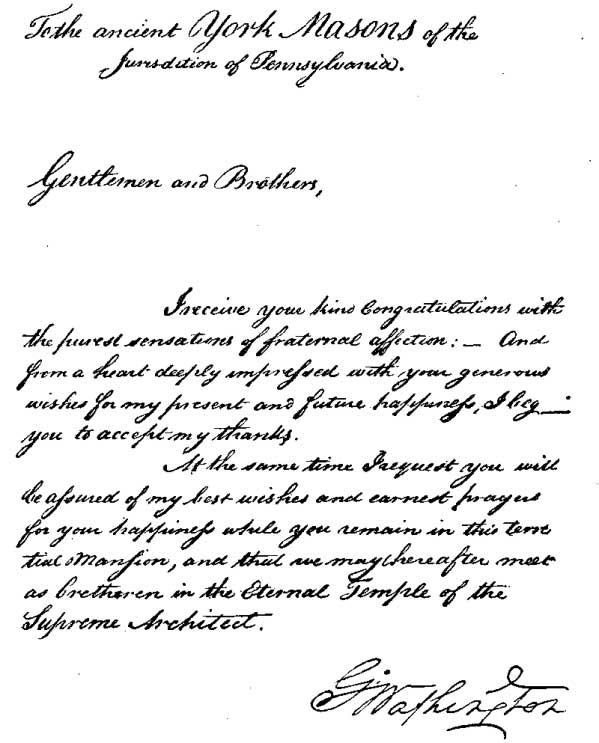 To the ancient York Masons of the
Jurisdition of Pennsylvania.
Gentlemen and Brothers,
I receive your kind Congratulations with
the purest sensations of fraternal affection: — And
from a heart deeply impressed with your generous
wishes for my present and future happiness, I beg —
you to accept my thanks.
At the same time I request you will
be assured of my best wishes and earnest prayers
for your happiness while you remain in this terres
tial Mansion, and that we may hereafter meet
as bretheren in the Eternal Temple of the
Supreme Architect.
G. Washington